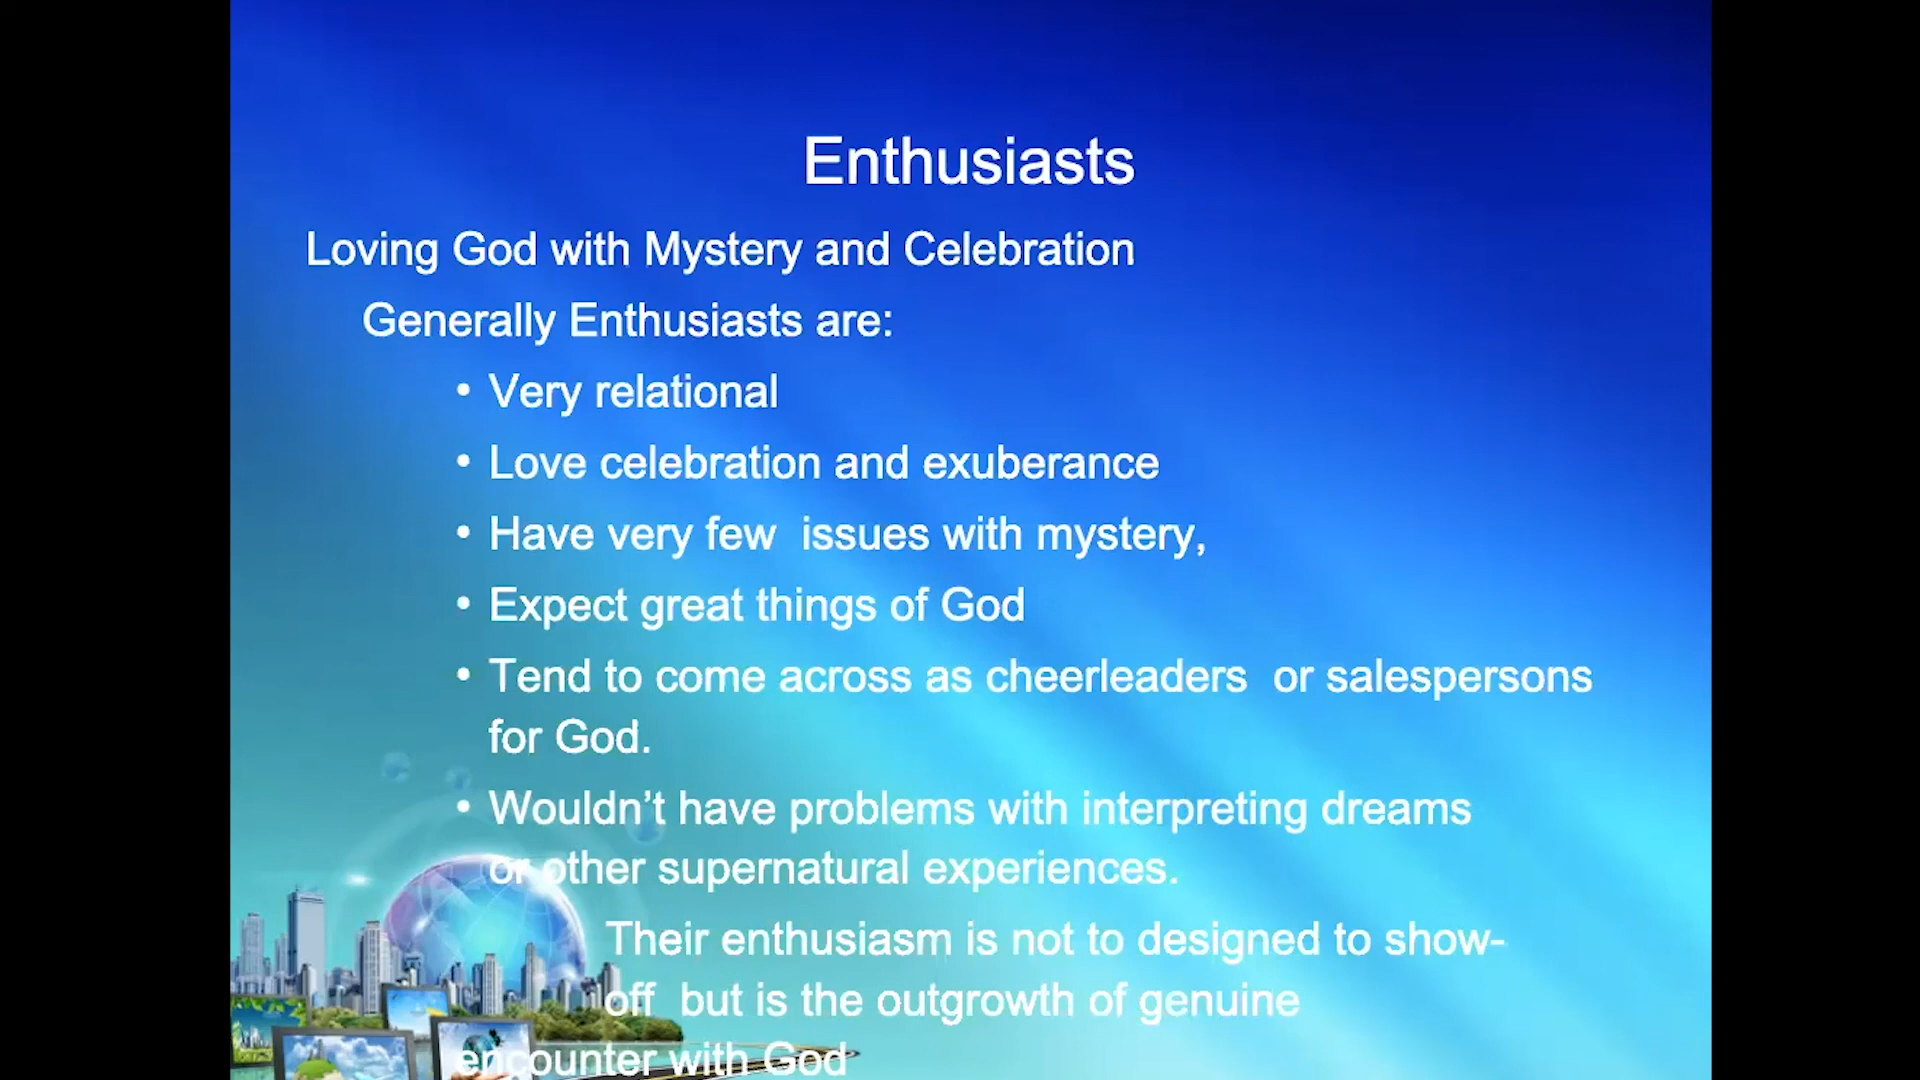 Enthusiasts
Loving God with Mystery and Celebration
Generally Enthusiasts are:
• Very relational
• Love celebration and exuberance
• Have very few  issues with mystery,
• Expect great things of God
• Tend to come across as cheerleaders  or salespersons
for God.
• Wouldn’t have problems with interpreting dreams
or other supernatural experiences.
Their enthusiasm is not to designed to show-
off  but is the outgrowth of genuine
encounter with God